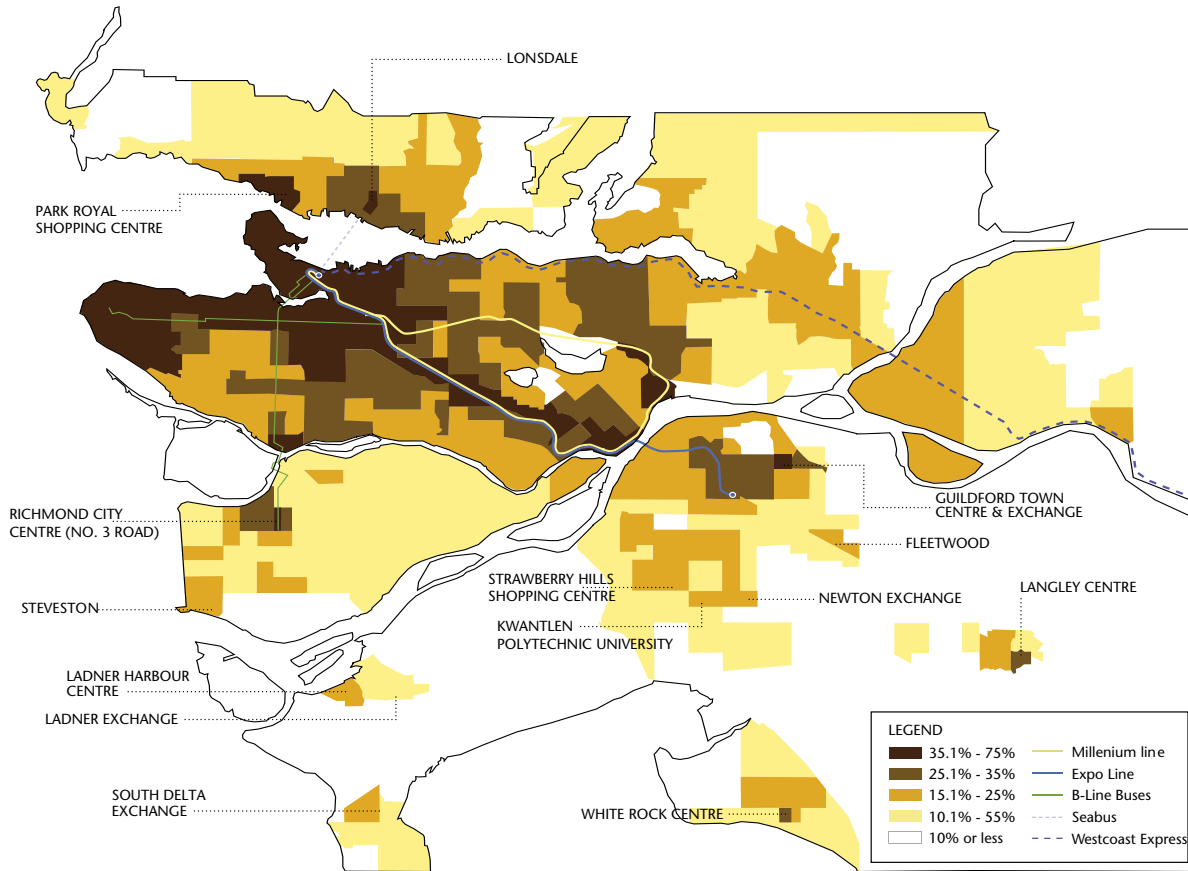 LONSDALE
PARK ROYAL
SHOPPING CENTRE
RICHMOND CITY
CENTRE (NO. 3 ROAD)
STEVESTON
LADNER HARBOUR
CENTRE
LADNER EXCHANGE
SOUTH DELTA
EXCHANGE
GUILDFORD TOWN
CENTRE & EXCHANGE
FLEETWOOD
STRAWBERRY HILLS
SHOPPING CENTRE
NEWTON EXCHANGE
KWANTLEN
POLYTECHNIC UNIVERSITY
LANGLEY CENTRE
WHITE ROCK CENTRE
LEGEND
35.1% - 75%
25.1% - 35%
15.1% - 25%
10.1% - 55%
10% or less
Millenium line
Expo Line
B-Line Buses
Seabus
Westcoast Express